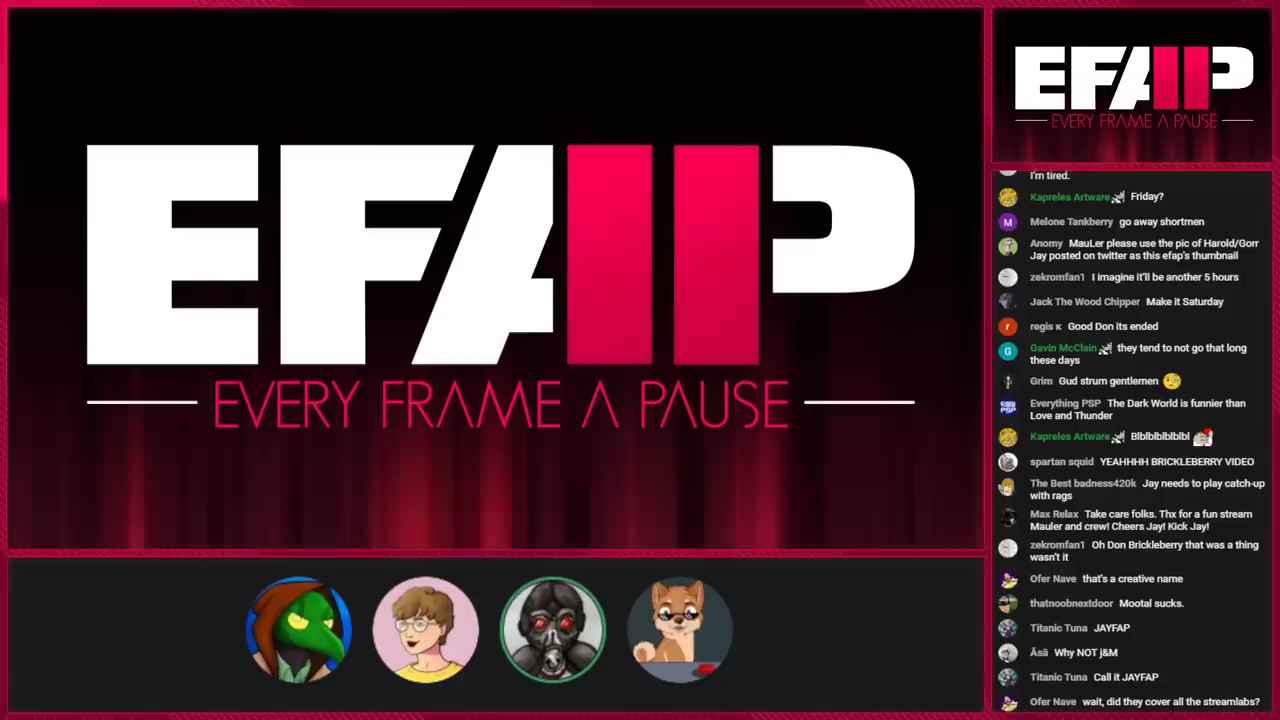 EFAP
EVERY FRAME A PAUSE
EFAP
EVERY FRAME A PAUSE
I'm tired.
Kapreles Artware Friday?
M
Melone Tankberry go away shortmen
Anomy MauLer please use the pic of Harold/Gorr
Jay posted on twitter as this efap's thumbnail
zekromfan1 I imagine it'll be another 5 hours
Jack The Wood Chipper Make it Saturday
r
regis к Good Don its ended
G
Gavin McClain they tend to not go that long
these days
Grim Gud strum gentlemen 🧐
Everything PSP The Dark World is funnier than
Love and Thunder
Kapreles Artware Blblblblblblbl
spartan squid YEAHHHH BRICKLEBERRY VIDEO
The Best badness420k Jay needs to play catch-up
with rags
Max Relax Take care folks. Thx for a fun stream
Mauler and crew! Cheers Jay! Kick Jay!
zekromfan1 Oh Don Brickleberry that was a thing
wasn't it
Ofer Nave that's a creative name
thatnoobnextdoor Mootal sucks.
Titanic Tuna JAYFAP
Äsä Why NOT j&M
Titanic Tuna Call it JAYFAP
Ofer Nave wait, did they cover all the streamlabs?